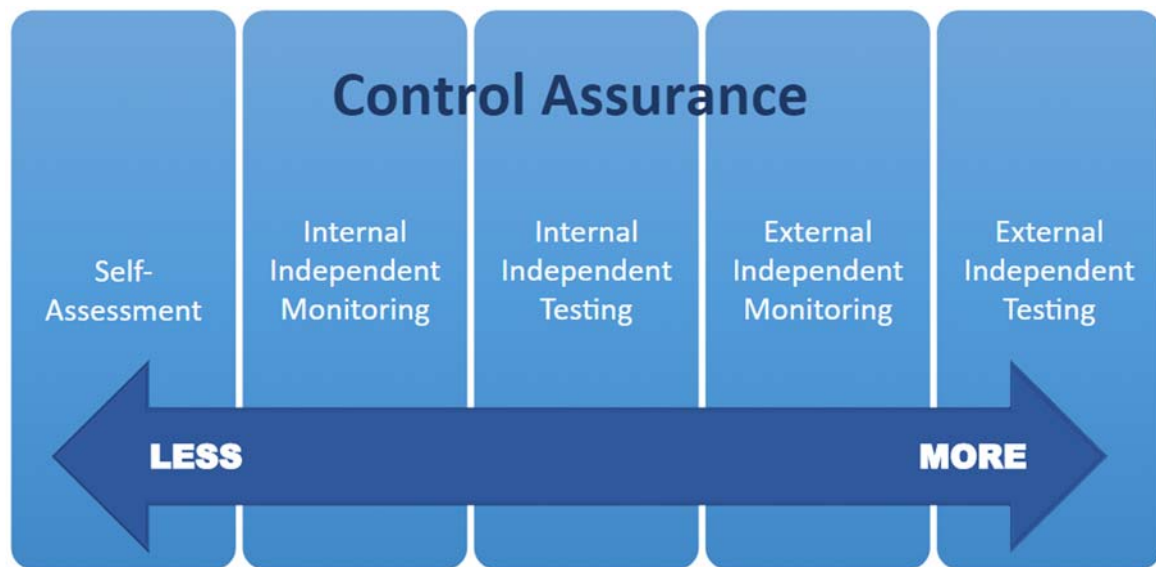 Control Assurance
Self-
Assessment
Internal
Independent
Monitoring
Internal
Independent
Testing
External
Independent
Monitoring
External
Independent
Testing
LESS
MORE